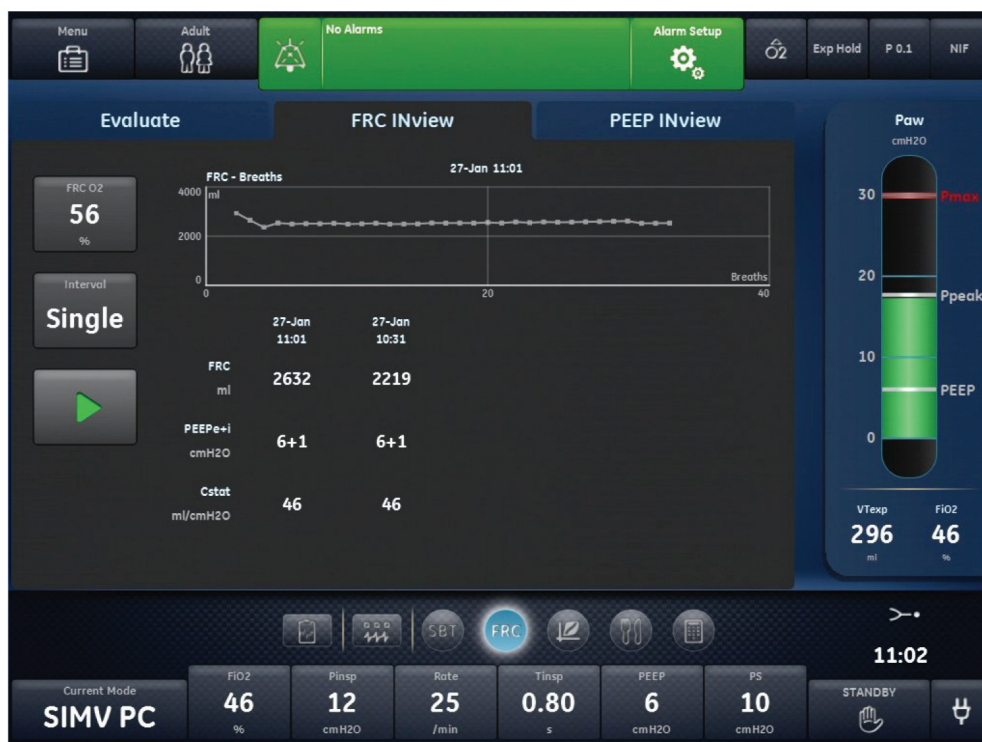 Menu
Adult
No Alarms
Alarm Setup
O2
Exp Hold
P 0.1
NIF
Evaluate
FRC INview
PEEP INview
FRC O2
56
%
Interval
Single
FRC - Breaths
27-Jan 11:01
4000
ml
2000
0
Breaths
0
20
40
27-Jan 27-Jan
11:01 10:31
FRC
ml
2632 2219
PEEPe+i
cmH2O
6+1 6+1
Cstat
ml/cmH2O
46 46
Paw
cmH2O
30
Pmax
20
Ppeak
10
PEEP
0
VTexp FiO2
296 46
ml %
SBT
FRC
11:02
Current Mode
SIMV PC
FiO2
46
%
Pinsp
12
cmH2O
Rate
25
/min
Tinsp
0.80
s
PEEP
6
cmH2O
PS
10
cmH2O
STANDBY